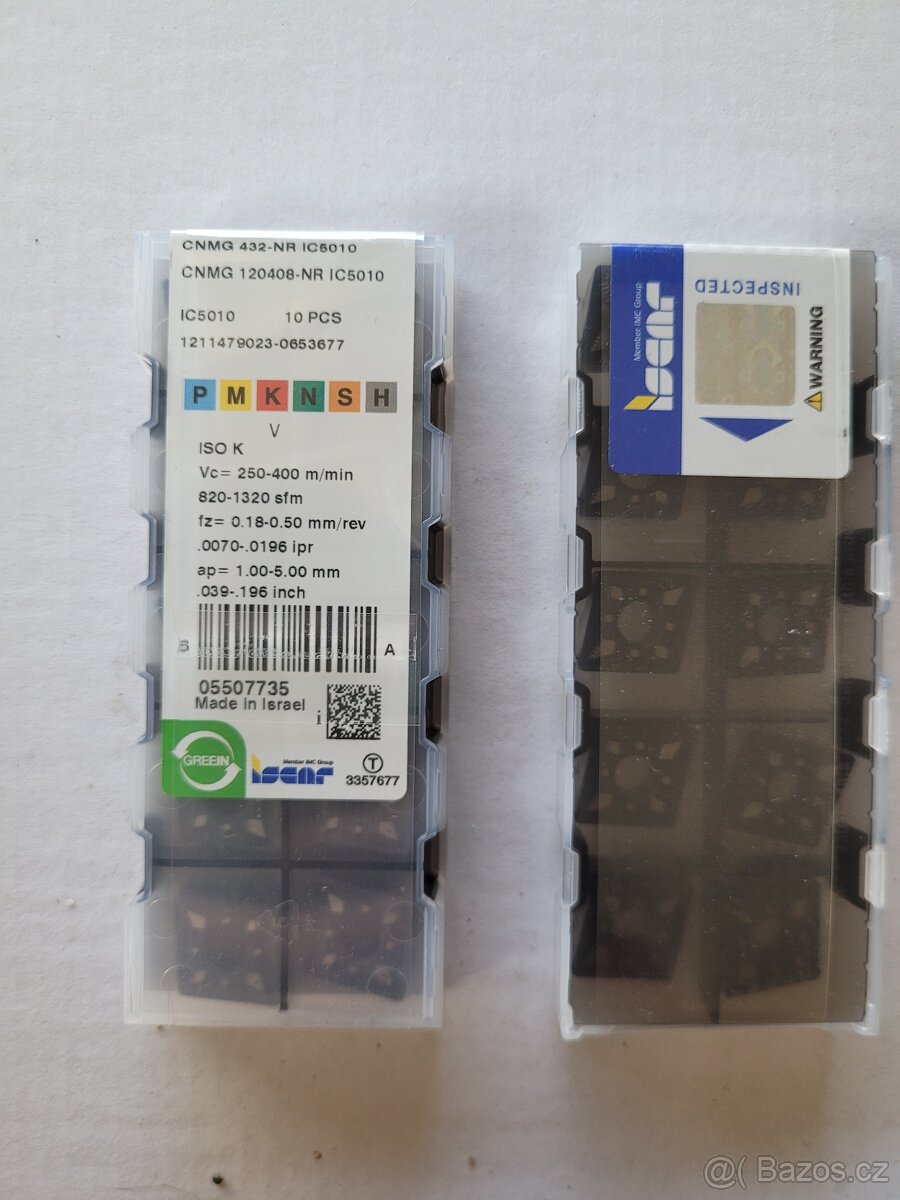 CNMG 432-NR IC5010
CNMG 120408-NR IC5010
IC5010 10 PCS
1211479023-0653677
P M K N S H
V
ISO K
Vc= 250-400 m/min
820-1320 sfm
fz= 0.18-0.50 mm/rev
.0070-.0196 ipr
ap= 1.00-5.00 mm
.039-.196 inch
A
05507735
Made in Israel
GREEIN
Member IMC Group
iscar
T
3357677
iscar
Member IMC Group
INSPECTED
WARNING
@( Bazos.cz